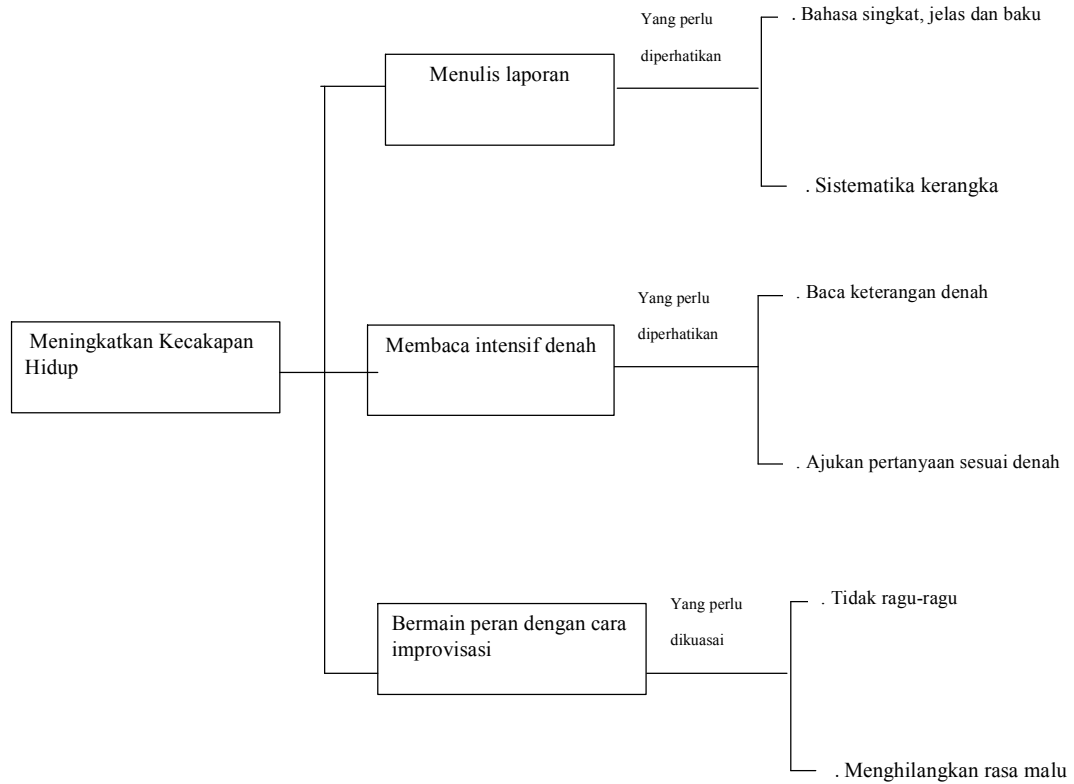 Yang perlu
diperhatikan
. Bahasa singkat, jelas dan baku
Menulis laporan
. Sistematika kerangka
Yang perlu
diperhatikan
. Baca keterangan denah
Meningkatkan Kecakapan
Hidup
Membaca intensif denah
. Ajukan pertanyaan sesuai denah
Bermain peran dengan cara
improvisasi
Yang perlu
dikuasai
. Tidak ragu-ragu
. Menghilangkan rasa malu